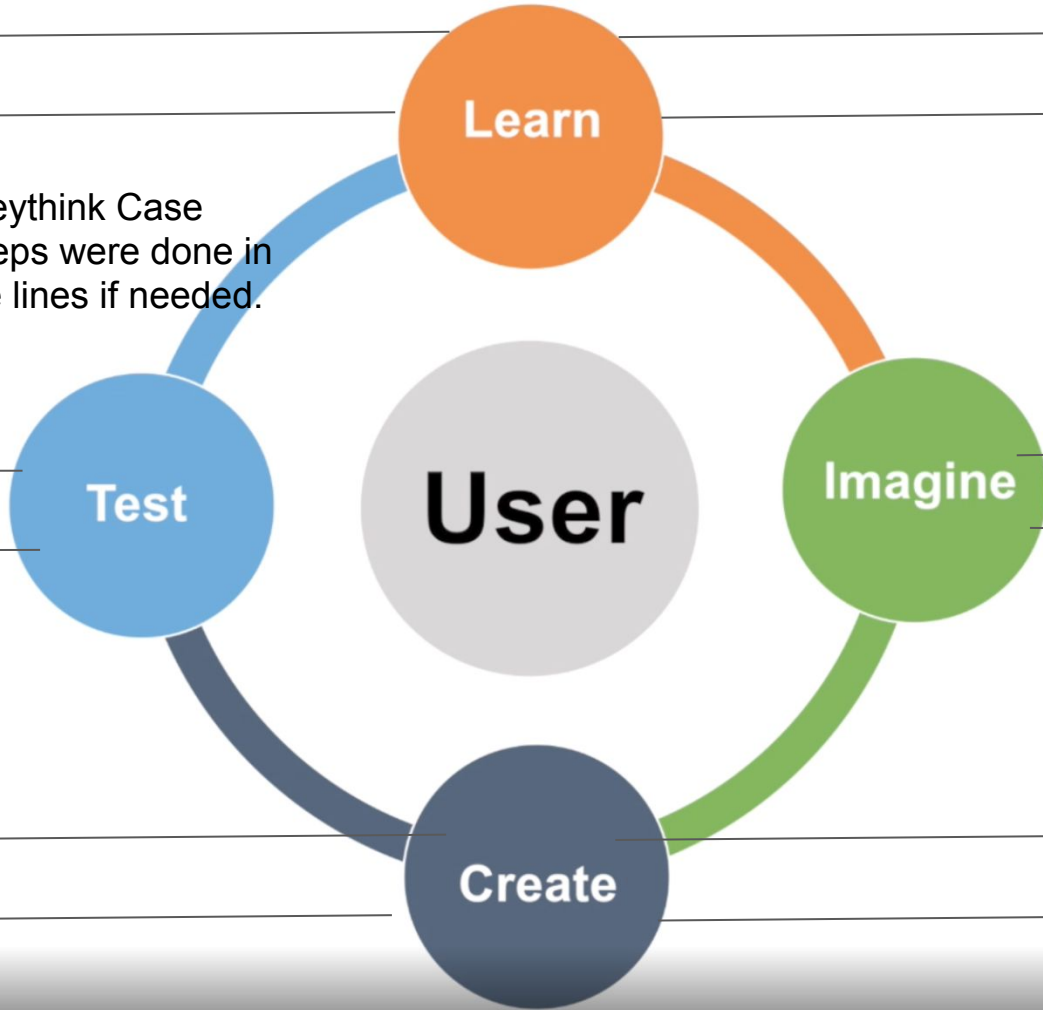 Learn
eythink Case
eps were done in
e lines if needed.
Test
User
Imagine
Create